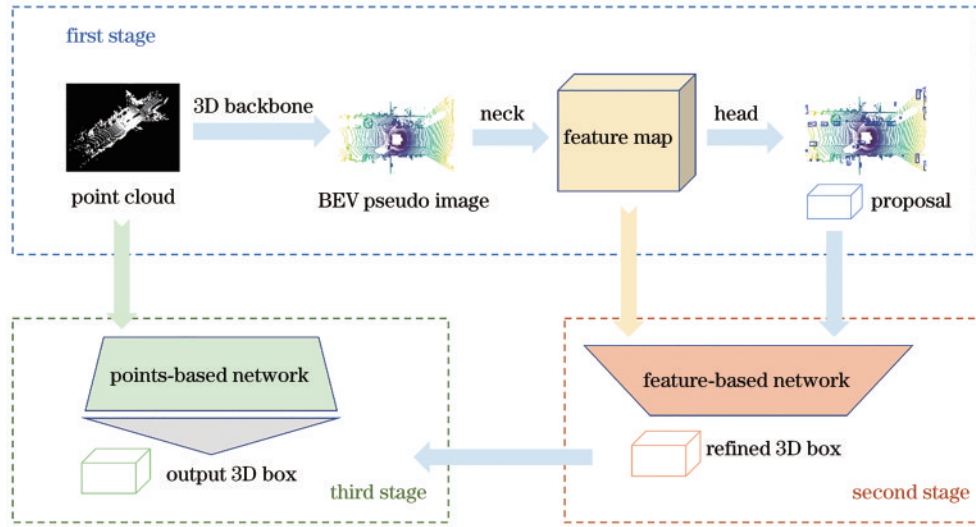 first stage
3D backbone
neck
feature map
head
point cloud
BEV pseudo image
proposal
points-based network
output 3D box
third stage
feature-based network
refined 3D box
second stage